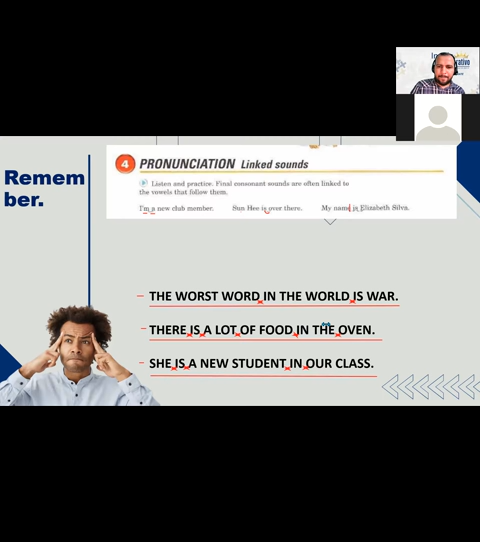 Remem
ber.
4 PRONUNCIATION Linked sounds
Listen and practice. Final consonant sounds are often linked to
the vowels that follow them.
I'm a new club member. Sun Hee is over there. My name is Elizabeth Silva.
– THE WORST WORD IN THE WORLD IS WAR.
– THERE IS A LOT OF FOOD IN THE OVEN.
– SHE IS A NEW STUDENT IN OUR CLASS.